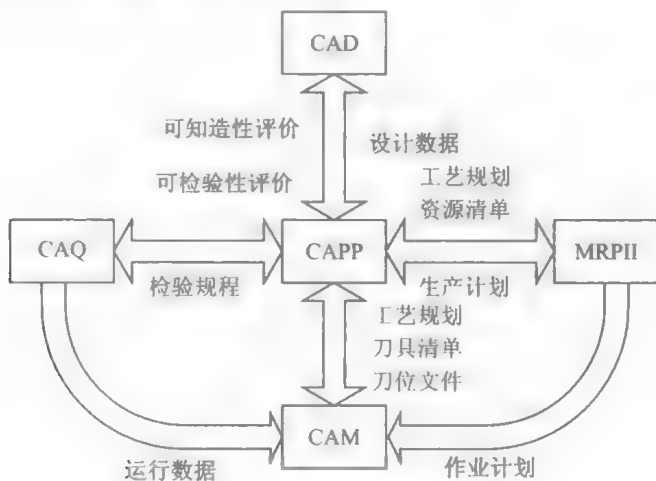 CAD
可知造性评价
设计数据
可检验性评价
工艺规划
资源清单
CAQ
CAPP
MRPII
检验规程
生产计划
工艺规划
刀具清单
刀位文件
CAM
运行数据
作业计划